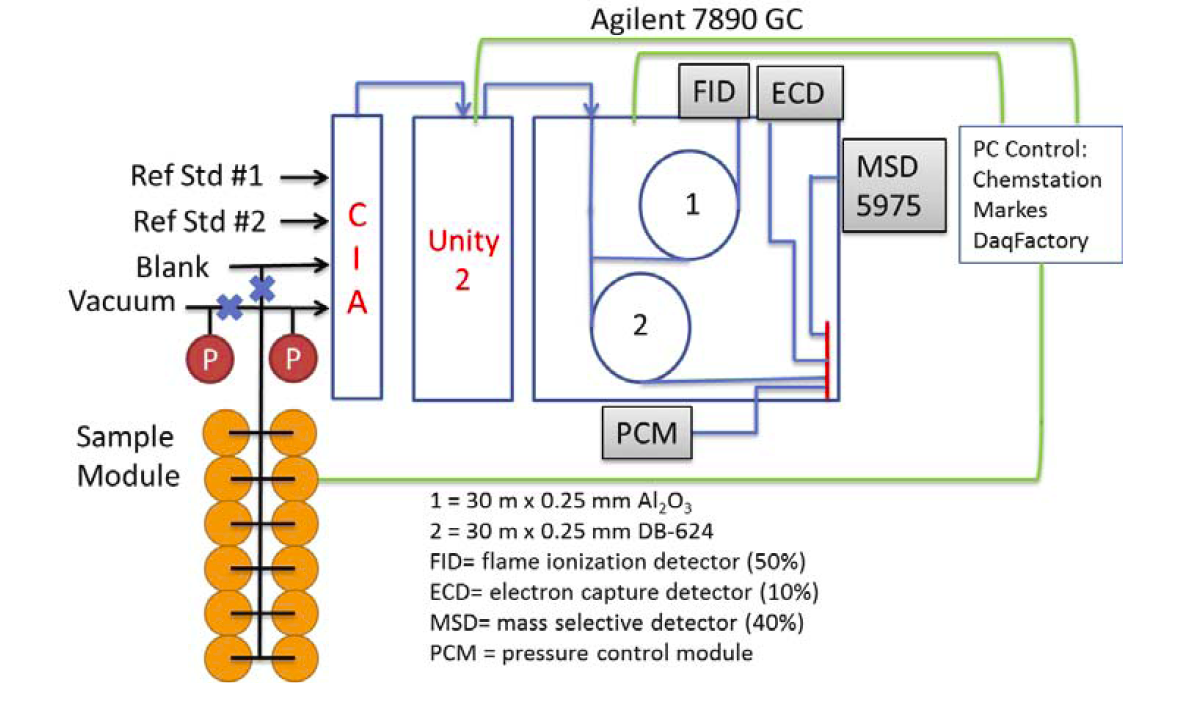 Agilent 7890 GC
FID
ECD
MSD
5975
PC Control:
Chemstation
Markes
DaqFactory
Ref Std #1
Ref Std #2
Blank
Vacuum
C
I
A
Unity
2
1
2
P
P
PCM
Sample
Module
1 = 30 m x 0.25 mm Al₂O₃
2 = 30 m x 0.25 mm DB-624
FID= flame ionization detector (50%)
ECD= electron capture detector (10%)
MSD= mass selective detector (40%)
PCM = pressure control module